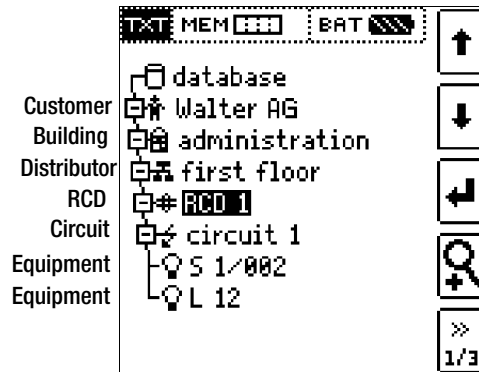 TXT MEM BAT
database
Customer Walter AG
Building administration
Distributor first floor
RCD RCD 1
Circuit circuit 1
Equipment S 1/002
Equipment L 12
»
1/3